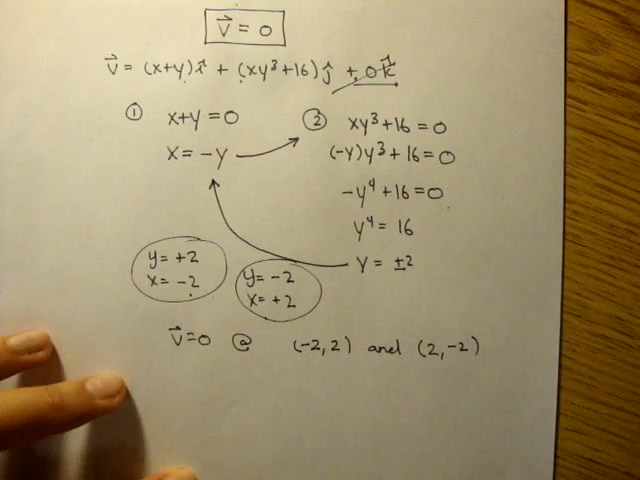 V⃗ = 0
V⃗ = (x+y)î + (xy³+16)ĵ + 0k̂
① x+y=0
x = -y
② xy³+16=0
(-y)y³+16=0
-y⁴+16=0
y⁴ = 16
y = ±2
y = +2
x = -2
y = -2
x = +2
V⃗=0 @ (-2,2) and (2,-2)